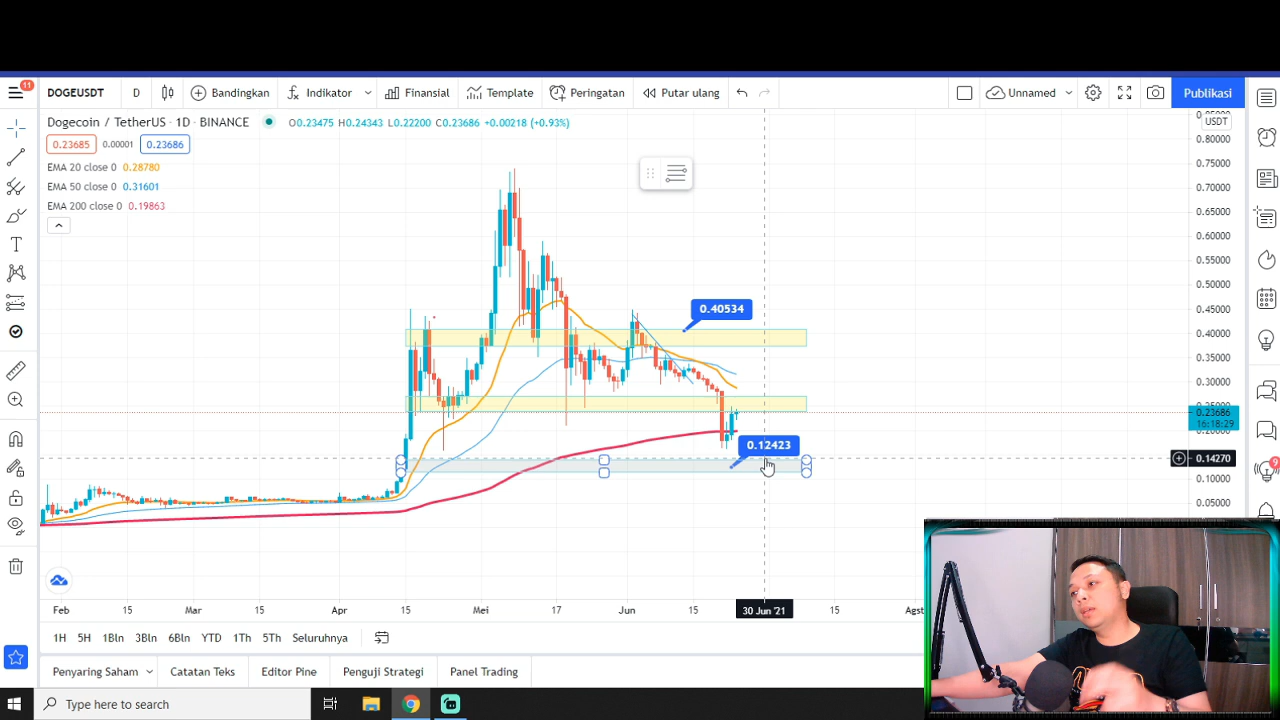 11
DOGEUSDT D Bandingkan Indikator Finansial Template Peringatan Putar ulang Unnamed Publikasi
Dogecoin / TetherUS · 1D · BINANCE O0.23475 H0.24343 L0.22200 C0.23686 +0.00218 (+0.93%)
USDT
0.23685 0.00001 0.23686
EMA 20 close 0 0.28780
EMA 50 close 0 0.31601
EMA 200 close 0 0.19863
0.80000
0.75000
0.70000
0.65000
0.60000
0.55000
0.50000
0.45000
0.40000
0.35000
0.30000
0.23686
16:18:29
0.14270
0.10000
0.05000
0.40534
0.12423
9
Feb 15 Mar 15 Apr 15 Mei 17 Jun 15 30 Jun '21 15 Agst
1H 5H 1Bln 3Bln 6Bln YTD 1Th 5Th Seluruhnya
Penyaring Saham Catatan Teks Editor Pine Penguji Strategi Panel Trading
Type here to search